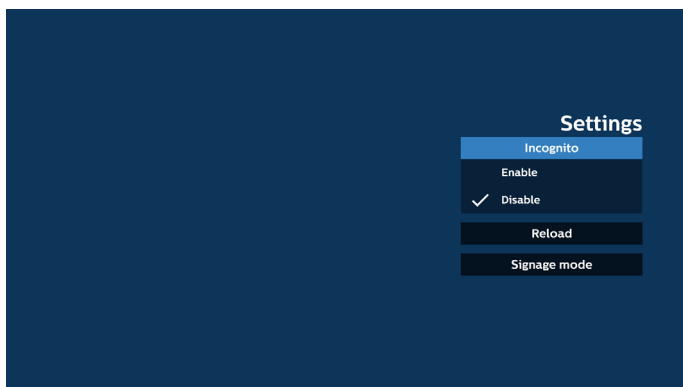 Settings
Incognito
Enable
Disable
Reload
Signage mode